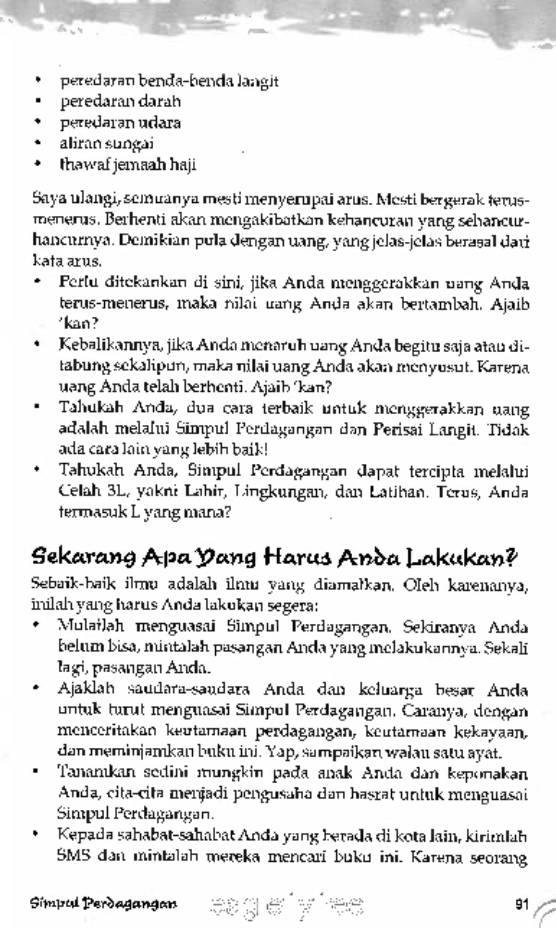 • peredaran benda-benda langit
• peredaran darah
• peredaran udara
• aliran sungai
• thawaf jemaah haji
Saya ulangi, semuanya mesti menyerupai arus. Mesti bergerak terus-
menerus. Berhenti akan mengakibatkan kehancuran yang sehancur-
hancurnya. Demikian pula dengan uang, yang jelas-jelas berasal dari
kata arus.
• Perlu ditekankan di sini, jika Anda menggerakkan uang Anda
terus-menerus, maka nilai uang Anda akan bertambah. Ajaib
'kan?
• Kebalikannya, jika Anda menaruh uang Anda begitu saja atau di-
tabung sekalipun, maka nilai uang Anda akan menyusut. Karena
uang Anda telah berhenti. Ajaib 'kan?
• Tahukah Anda, dua cara terbaik untuk menggerakkan uang
adalah melalui Simpul Perdagangan dan Perisai Langit. Tidak
ada cara lain yang lebih baik!
• Tahukah Anda, Simpul Perdagangan dapat tercipta melalui
Celah 3L, yakni Lahir, Lingkungan, dan Latihan. Terus, Anda
termasuk L yang mana?
Sekarang Apa Yang Harus Anda Lakukan?
Sebaik-baik ilmu adalah ilmu yang diamalkan. Oleh karenanya,
inilah yang harus Anda lakukan segera:
• Mulailah menguasai Simpul Perdagangan. Sekiranya Anda
belum bisa, mintalah pasangan Anda yang melakukannya. Sekali
lagi, pasangan Anda.
• Ajaklah saudara-saudara Anda dan keluarga besar Anda
untuk turut menguasai Simpul Perdagangan. Caranya, dengan
menceritakan keutamaan perdagangan, keutamaan kekayaan,
dan meminjamkan buku ini. Yap, sampaikan walau satu ayat.
• Tanamkan sedini mungkin pada anak Anda dan keponakan
Anda, cita-cita menjadi pengusaha dan hasrat untuk menguasai
Simpul Perdagangan.
• Kepada sahabat-sahabat Anda yang berada di kota lain, kirimlah
SMS dan mintalah mereka mencari buku ini. Karena seorang
Simpul Perdagangan 91